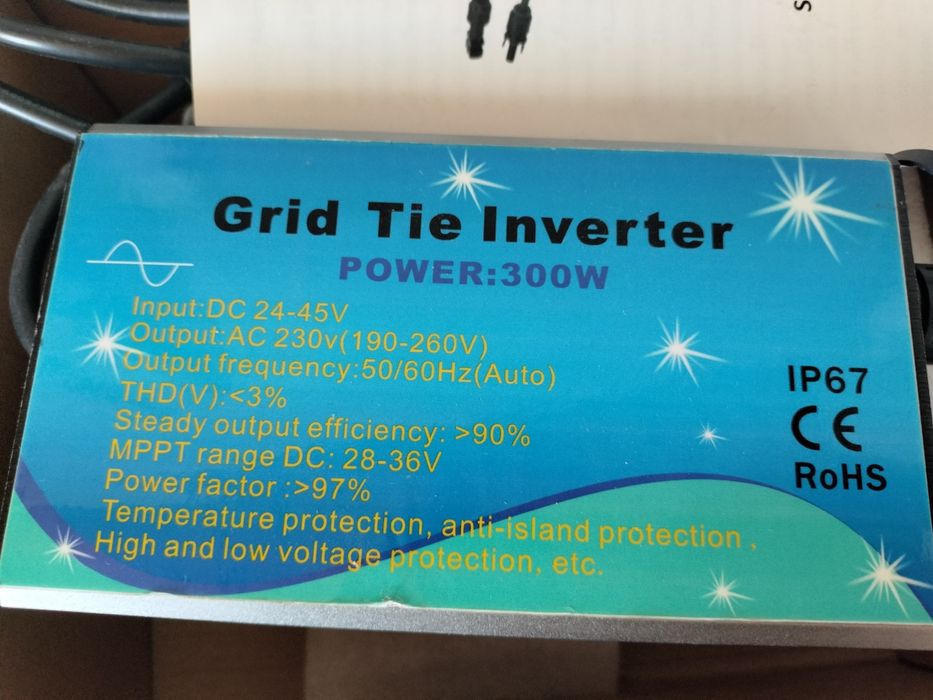 S
Grid Tie Inverter
POWER:300W
Input:DC 24-45V
Output:AC 230v(190-260V)
Output frequency:50/60Hz(Auto)
THD(V):<3%
Steady output efficiency: >90%
MPPT range DC: 28-36V
Power factor :>97%
Temperature protection, anti-island protection ,
High and low voltage protection, etc.
IP67
CE
RoHS